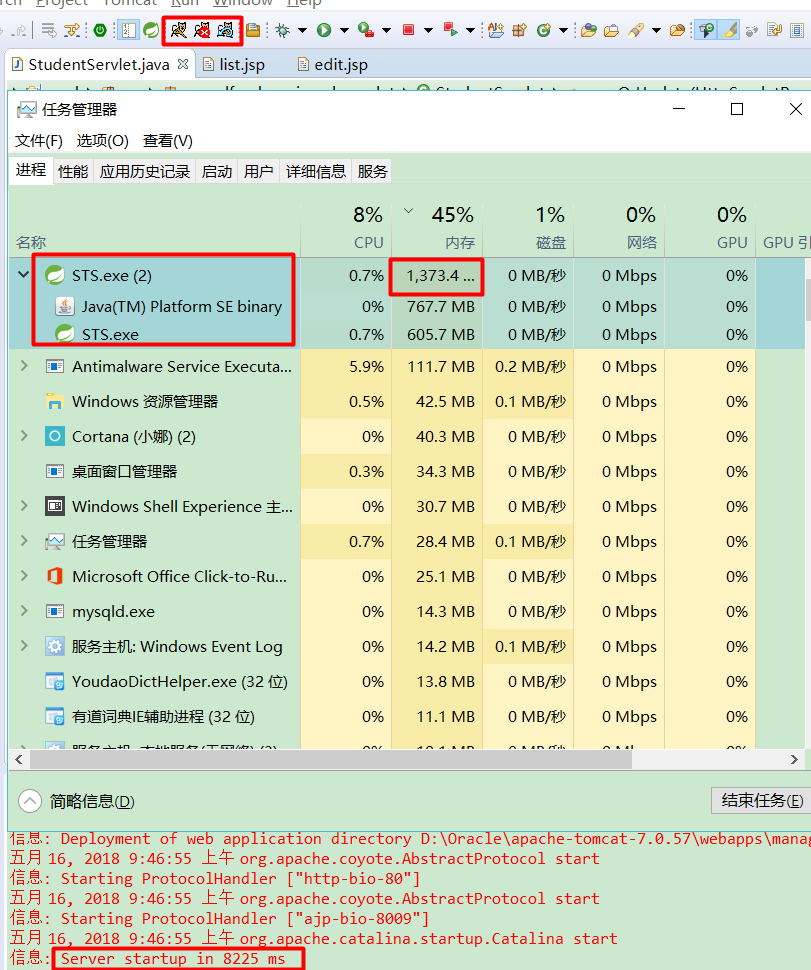 Project Tomcat Run Window Help
StudentServlet.java list.jsp edit.jsp
任务管理器
文件(F) 选项(O) 查看(V)
进程 性能 应用历史记录 启动 用户 详细信息 服务
8% 45% 1% 0% 0%
名称 CPU 内存 磁盘 网络 GPU GPU 引
STS.exe (2) 0.7% 1,373.4 ... 0 MB/秒 0 Mbps 0%
Java(TM) Platform SE binary 0% 767.7 MB 0 MB/秒 0 Mbps 0%
STS.exe 0.7% 605.7 MB 0 MB/秒 0 Mbps 0%
Antimalware Service Executa... 5.9% 111.7 MB 0.2 MB/秒 0 Mbps 0%
Windows 资源管理器 0.5% 42.5 MB 0.1 MB/秒 0 Mbps 0%
Cortana (小娜) (2) 0% 40.3 MB 0 MB/秒 0 Mbps 0%
桌面窗口管理器 0.3% 34.3 MB 0 MB/秒 0 Mbps 0%
Windows Shell Experience 主... 0% 30.7 MB 0 MB/秒 0 Mbps 0%
任务管理器 0.7% 28.4 MB 0.1 MB/秒 0 Mbps 0%
Microsoft Office Click-to-Ru... 0% 25.1 MB 0 MB/秒 0 Mbps 0%
mysqld.exe 0% 14.3 MB 0 MB/秒 0 Mbps 0%
服务主机: Windows Event Log 0% 14.2 MB 0.1 MB/秒 0 Mbps 0%
YoudaoDictHelper.exe (32 位) 0% 13.8 MB 0 MB/秒 0 Mbps 0%
有道词典IE辅助进程 (32 位) 0% 11.1 MB 0 MB/秒 0 Mbps 0%
简略信息(D) 结束任务(E)
信息: Deployment of web application directory D:\Oracle\apache-tomcat-7.0.57\webapps\manag
五月 16, 2018 9:46:55 上午 org.apache.coyote.AbstractProtocol start
信息: Starting ProtocolHandler ["http-bio-80"]
五月 16, 2018 9:46:55 上午 org.apache.coyote.AbstractProtocol start
信息: Starting ProtocolHandler ["ajp-bio-8009"]
五月 16, 2018 9:46:55 上午 org.apache.catalina.startup.Catalina start
信息: Server startup in 8225 ms